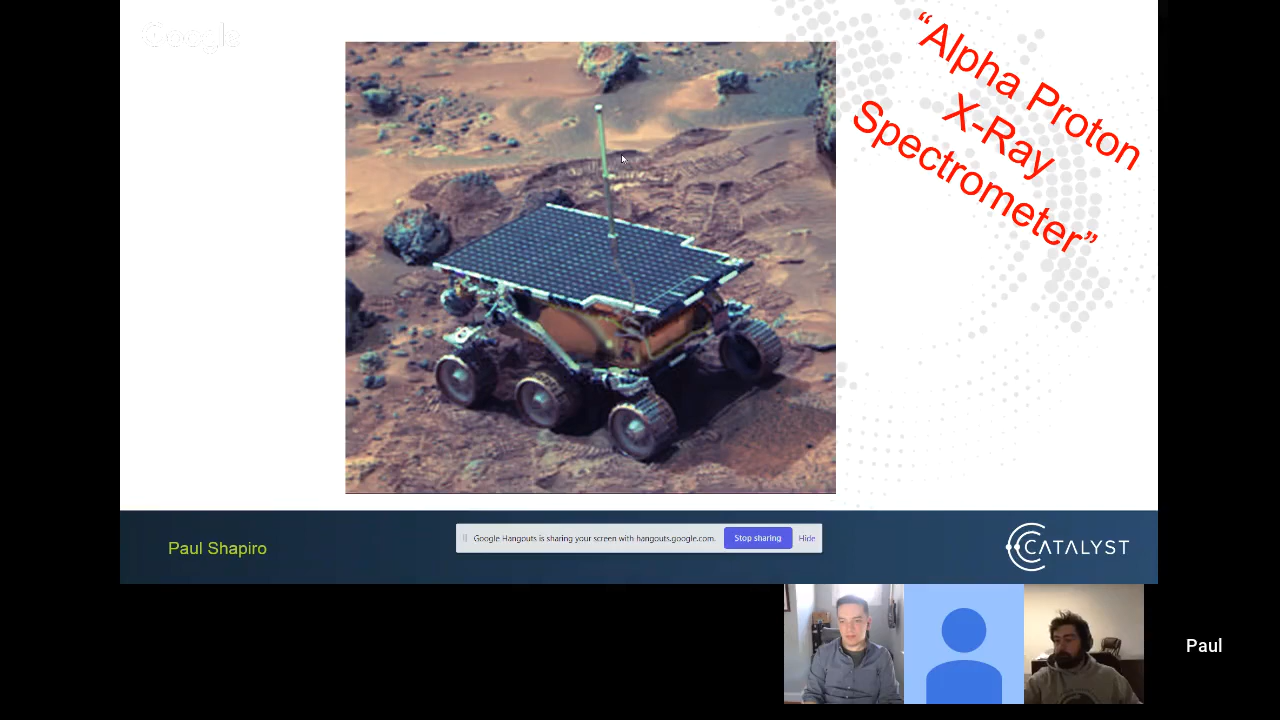 Google
“Alpha Proton
X-Ray
Spectrometer”
Paul Shapiro
Google Hangouts is sharing your screen with hangouts.google.com.
Stop sharing
Hide
CATALYST
Paul